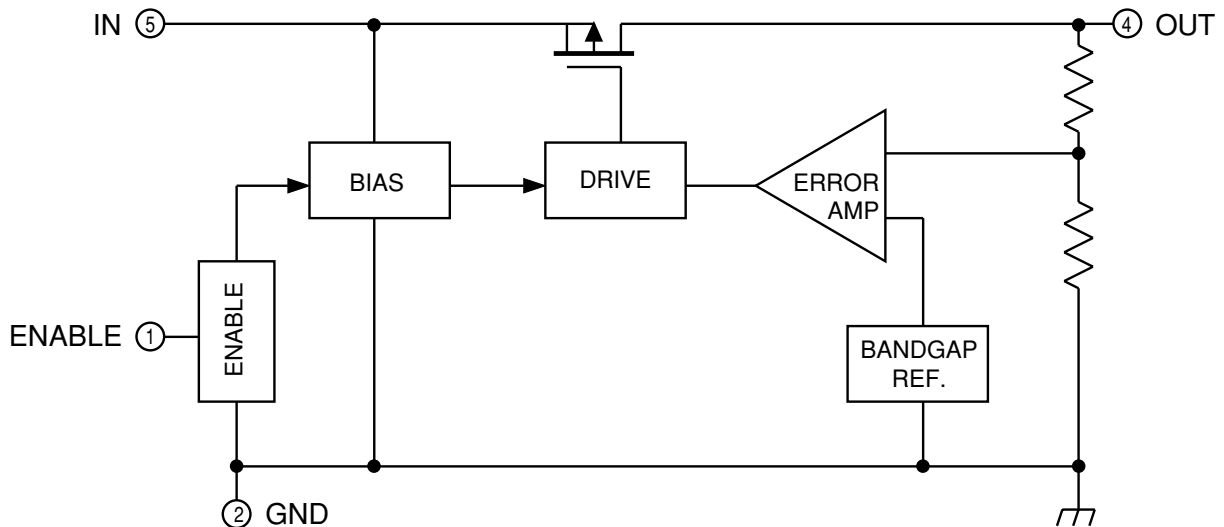 IN 5
4 OUT
BIAS
DRIVE
ERROR
AMP
ENABLE
ENABLE 1
BANDGAP
REF.
2 GND